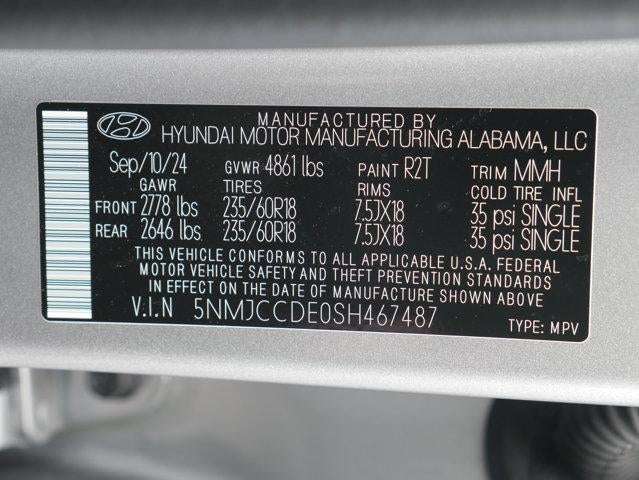 MANUFACTURED BY
HYUNDAI MOTOR MANUFACTURING ALABAMA, LLC
Sep/10/24 GVWR 4861 lbs PAINT R2T TRIM MMH
GAWR TIRES RIMS COLD TIRE INFL
FRONT 2778 lbs 235/60R18 7.5JX18 35 psi SINGLE
REAR 2646 lbs 235/60R18 7.5JX18 35 psi SINGLE
THIS VEHICLE CONFORMS TO ALL APPLICABLE U.S.A. FEDERAL
MOTOR VEHICLE SAFETY AND THEFT PREVENTION STANDARDS
IN EFFECT ON THE DATE OF MANUFACTURE SHOWN ABOVE.
V.I.N 5NMJCCDE0SH467487 TYPE: MPV